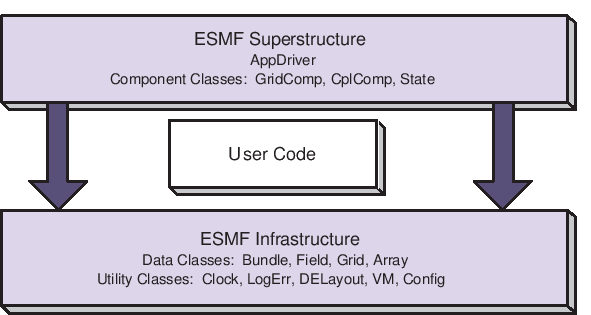 ESMF Superstructure
AppDriver
Component Classes: GridComp, CplComp, State
User Code
ESMF Infrastructure
Data Classes: Bundle, Field, Grid, Array
Utility Classes: Clock, LogErr, DELayout, VM, Config